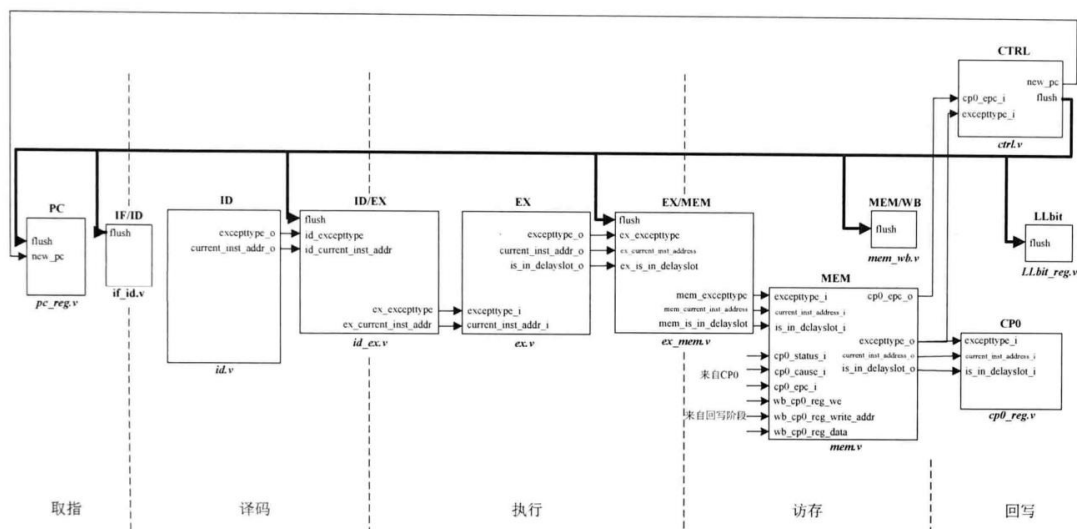 CTRL
new_pc
cp0_epc_i
flush
excepttype_i
ctrl.v
PC
flush
new_pc
pc_reg.v
IF/ID
flush
if_id.v
ID
excepttype_o
current_inst_addr_o
id.v
ID/EX
flush
id_excepttype
id_current_inst_addr
ex_excepttype
ex_current_inst_addr
id_ex.v
EX
excepttype_o
current_inst_addr_o
is_in_delayslot_o
excepttype_i
current_inst_addr_i
ex.v
EX/MEM
flush
ex_excepttype
ex_current_inst_address
ex_is_in_delayslot
mem_excepttype
mem_current_inst_address
mem_is_in_delayslot
ex_mem.v
MEM/WB
flush
mem_wb.v
LLbit
flush
LLbit_reg.v
MEM
excepttype_i
cp0_epc_o
current_inst_address_i
is_in_delayslot_i
excepttype_o
current_inst_address_o
is_in_delayslot_o
cp0_status_i
来自CP0
cp0_cause_i
cp0_epc_i
wb_cp0_reg_we
来自回写阶段
wb_cp0_reg_write_addr
wb_cp0_reg_data
mem.v
CP0
excepttype_i
current_inst_address_i
is_in_delayslot_i
cp0_reg.v
取指
译码
执行
访存
回写